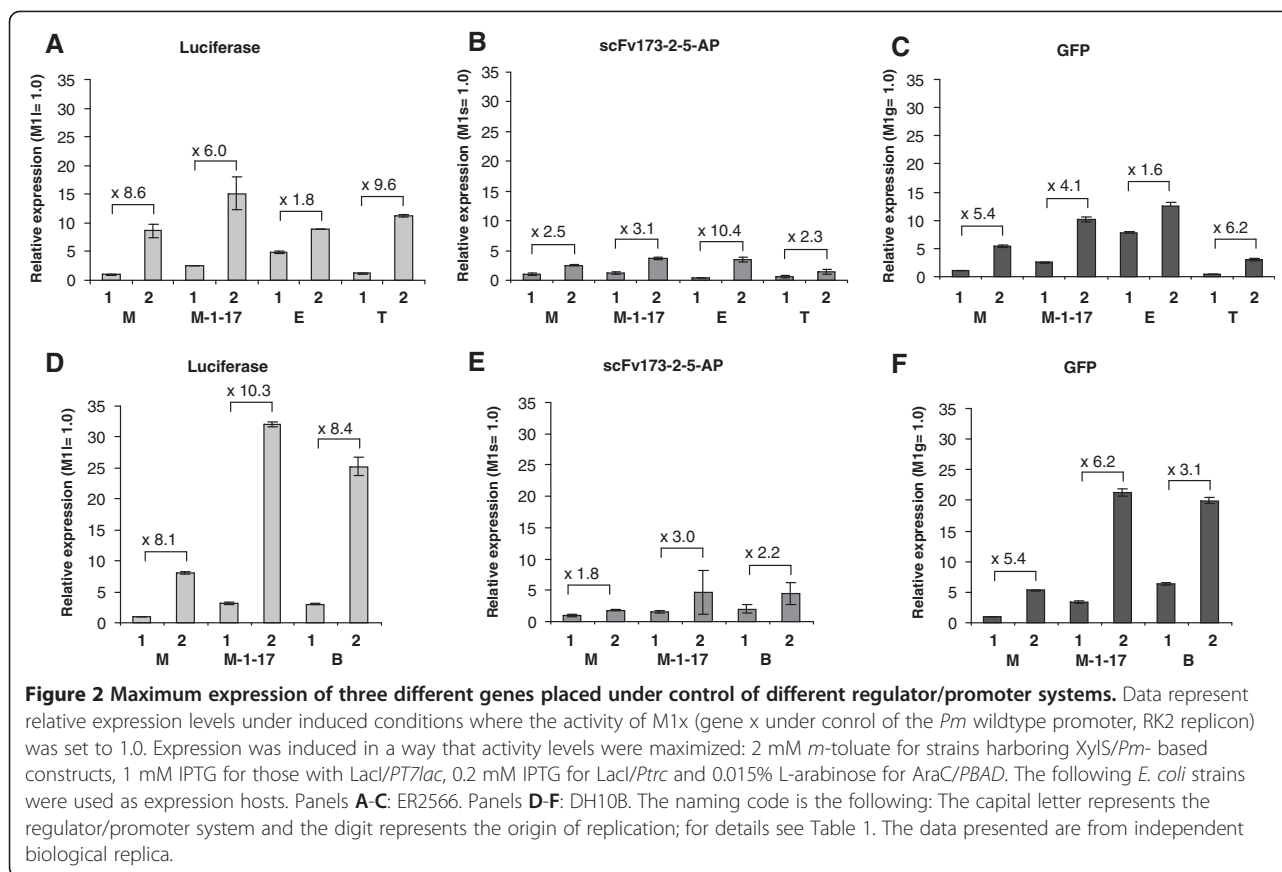 A
Luciferase
Relative expression (M1l= 1.0)
35
30
25
20
15
10
5
0
x 8.6
x 6.0
x 1.8
x 9.6
1 2 1 2 1 2 1 2
M M-1-17 E T
B
scFv173-2-5-AP
Relative expression (M1s= 1.0)
35
30
25
20
15
10
5
0
x 2.5
x 3.1
x 10.4
x 2.3
1 2 1 2 1 2 1 2
M M-1-17 E T
C
GFP
Relative expression (M1g= 1.0)
35
30
25
20
15
10
5
0
x 5.4
x 4.1
x 1.6
x 6.2
1 2 1 2 1 2 1 2
M M-1-17 E T
D
Luciferase
Relative expression (M1l= 1.0)
35
30
25
20
15
10
5
0
x 8.1
x 10.3
x 8.4
1 2 1 2 1 2
M M-1-17 B
E
scFv173-2-5-AP
Relative expression (M1s= 1.0)
35
30
25
20
15
10
5
0
x 1.8
x 3.0
x 2.2
1 2 1 2 1 2
M M-1-17 B
F
GFP
Relative expression (M1g= 1.0)
35
30
25
20
15
10
5
0
x 5.4
x 6.2
x 3.1
1 2 1 2 1 2
M M-1-17 B
Figure 2 Maximum expression of three different genes placed under control of different regulator/promoter systems. Data represent
relative expression levels under induced conditions where the activity of M1x (gene x under conrol of the Pm wildtype promoter, RK2 replicon)
was set to 1.0. Expression was induced in a way that activity levels were maximized: 2 mM m-toluate for strains harboring XylS/Pm- based
constructs, 1 mM IPTG for those with LacI/PT7lac, 0.2 mM IPTG for LacI/Ptrc and 0.015% L-arabinose for AraC/PBAD. The following E. coli strains
were used as expression hosts. Panels A-C: ER2566. Panels D-F: DH10B. The naming code is the following: The capital letter represents the
regulator/promoter system and the digit represents the origin of replication; for details see Table 1. The data presented are from independent
biological replica.